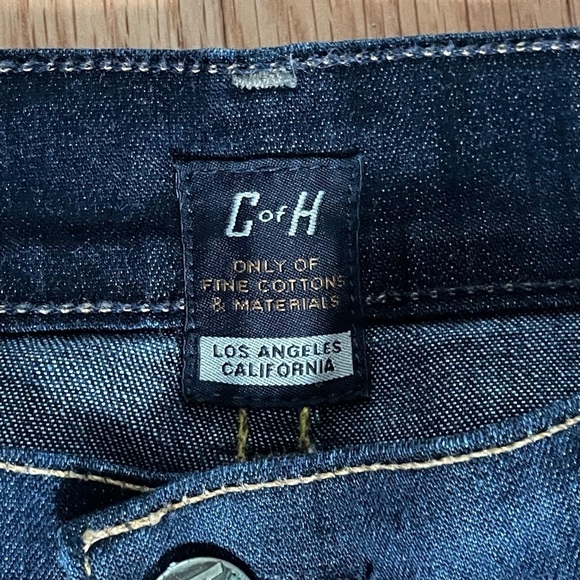 C of H
ONLY OF
FINE COTTONS
& MATERIALS
LOS ANGELES
CALIFORNIA